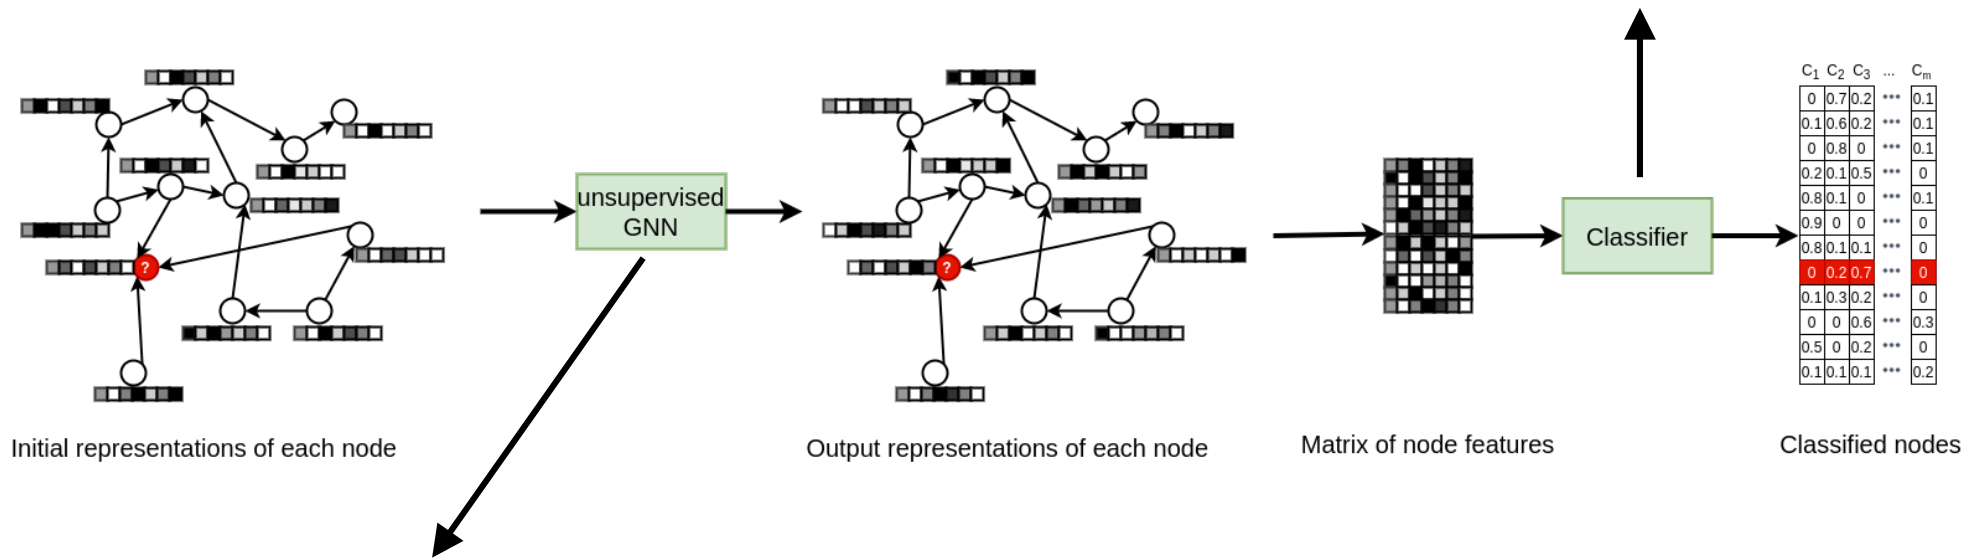 C1 C2 C3 ... Cm
0 0.7 0.2 ••• 0.1
0.1 0.6 0.2 ••• 0.1
0 0.8 0 ••• 0.1
0.2 0.1 0.5 ••• 0
0.8 0.1 0 ••• 0.1
0.9 0 0 ••• 0
0.8 0.1 0.1 ••• 0
0 0.2 0.7 ••• 0
0.1 0.3 0.2 ••• 0
0 0 0.6 ••• 0.3
0.5 0 0.2 ••• 0
0.1 0.1 0.1 ••• 0.2
unsupervised
GNN
Classifier
?
?
Initial representations of each node
Output representations of each node
Matrix of node features
Classified nodes